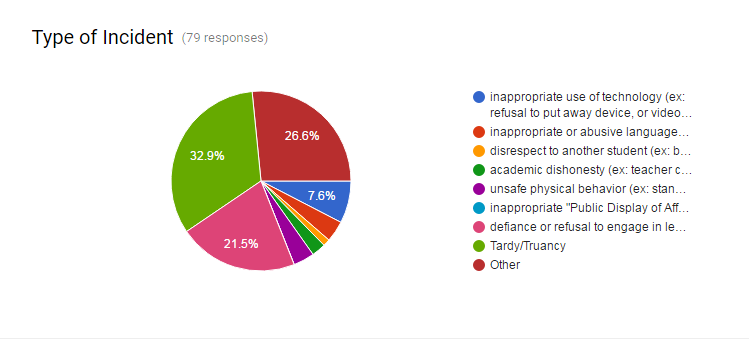 Type of Incident (79 responses)
26.6%
32.9%
7.6%
21.5%
inappropriate use of technology (ex:
refusal to put away device, or video…
inappropriate or abusive language…
disrespect to another student (ex: b…
academic dishonesty (ex: teacher c…
unsafe physical behavior (ex: stan…
inappropriate "Public Display of Aff…
defiance or refusal to engage in le…
Tardy/Truancy
Other